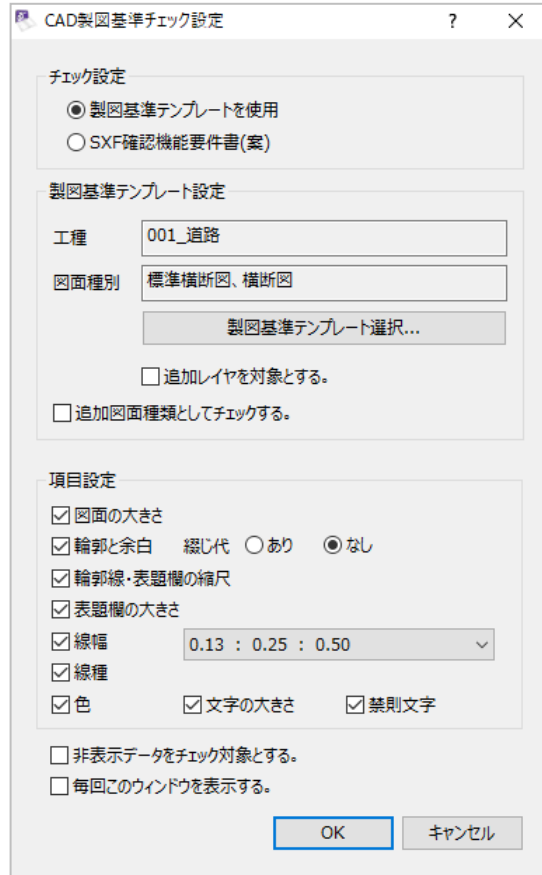 CAD製図基準チェック設定 ? ×
チェック設定
製図基準テンプレートを使用
SXF確認機能要件書(案)
製図基準テンプレート設定
工種 001_道路
図面種別 標準横断図、横断図
製図基準テンプレート選択...
追加レイヤを対象とする。
追加図面種類としてチェックする。
項目設定
図面の大きさ
輪郭と余白 綴じ代 あり なし
輪郭線・表題欄の縮尺
表題欄の大きさ
線幅 0.13 : 0.25 : 0.50
線種
色 文字の大きさ 禁則文字
非表示データをチェック対象とする。
毎回このウィンドウを表示する。
OK キャンセル